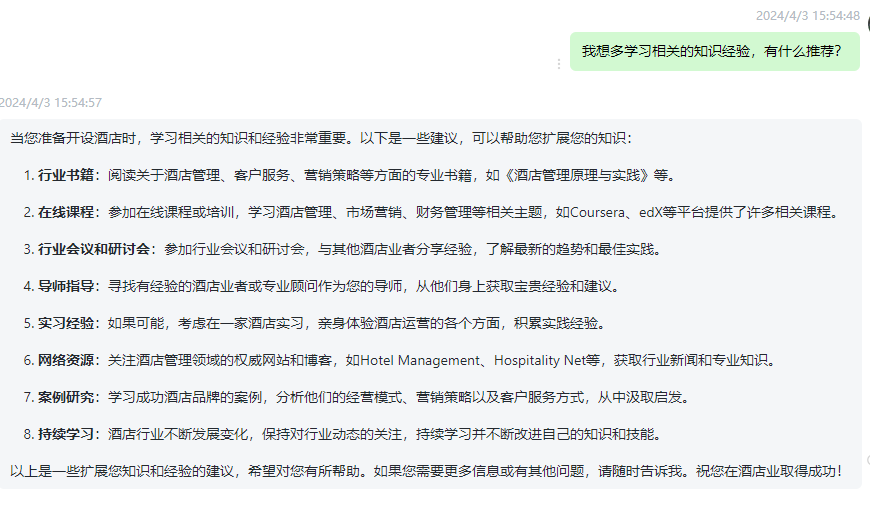 2024/4/3 15:54:48
我想多学习相关的知识经验，有什么推荐？
2024/4/3 15:54:57
当您准备开设酒店时，学习相关的知识和经验非常重要。以下是一些建议，可以帮助您扩展您的知识：
1. 行业书籍：阅读关于酒店管理、客户服务、营销策略等方面的专业书籍，如《酒店管理原理与实践》等。
2. 在线课程：参加在线课程或培训，学习酒店管理、市场营销、财务管理等相关主题，如Coursera、edX等平台提供了许多相关课程。
3. 行业会议和研讨会：参加行业会议和研讨会，与其他酒店业者分享经验，了解最新的趋势和最佳实践。
4. 导师指导：寻找有经验的酒店业者或专业顾问作为您的导师，从他们身上获取宝贵经验和建议。
5. 实习经验：如果可能，考虑在一家酒店实习，亲身体验酒店运营的各个方面，积累实践经验。
6. 网络资源：关注酒店管理领域的权威网站和博客，如Hotel Management、Hospitality Net等，获取行业新闻和专业知识。
7. 案例研究：学习成功酒店品牌的案例，分析他们的经营模式、营销策略以及客户服务方式，从中汲取启发。
8. 持续学习：酒店行业不断发展变化，保持对行业动态的关注，持续学习并不断改进自己的知识和技能。
以上是一些扩展您知识和经验的建议，希望对您有所帮助。如果您需要更多信息或有其他问题，请随时告诉我。祝您在酒店业取得成功！